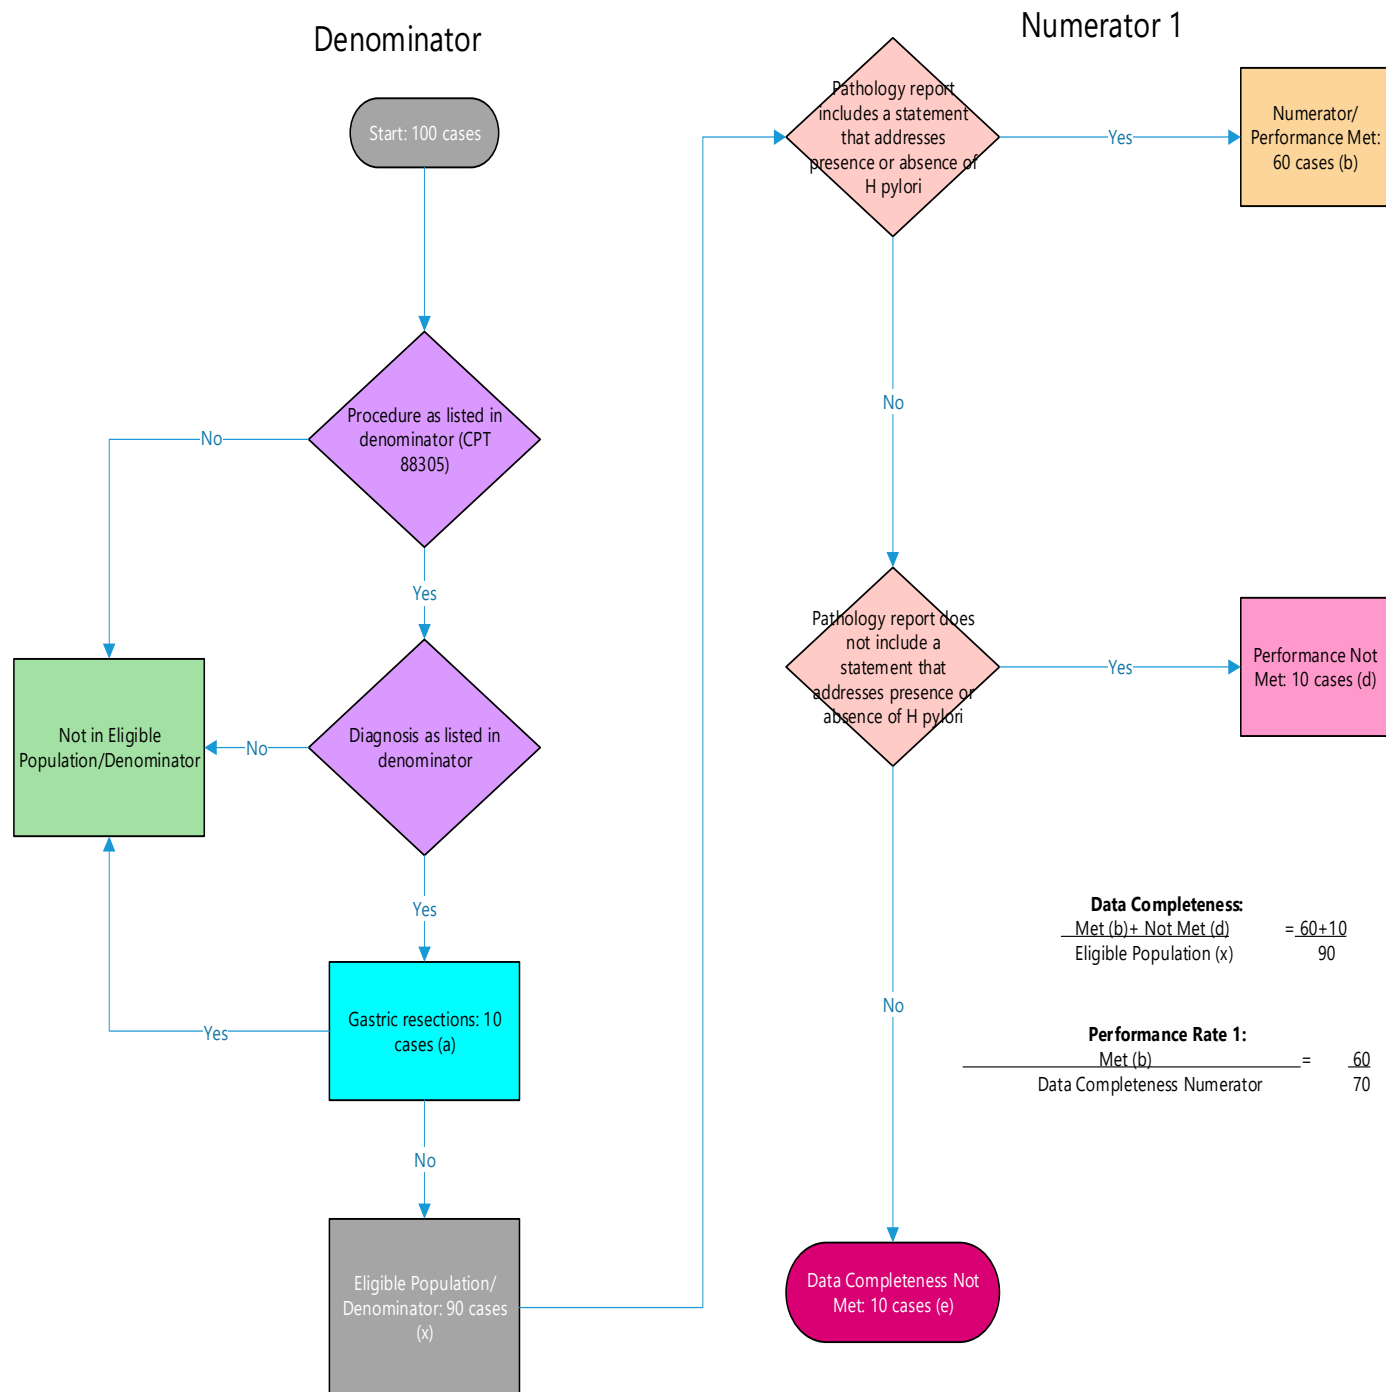 Denominator
Start: 100 cases
Procedure as listed in
denominator (CPT
88305)
No
Yes
Diagnosis as listed in
denominator
No
Not in Eligible
Population/Denominator
Yes
Gastric resections: 10
cases (a)
Yes
No
Eligible Population/
Denominator: 90 cases
(x)
Numerator 1
Pathology report
includes a statement
that addresses
presence or absence of
H pylori
Yes
Numerator/
Performance Met:
60 cases (b)
No
Pathology report does
not include a
statement that
addresses presence or
absence of H pylori
Yes
Performance Not
Met: 10 cases (d)
No
Data Completeness Not
Met: 10 cases (e)
Data Completeness:
Met (b)+ Not Met (d) = 60+10
Eligible Population (x) 90
Performance Rate 1:
Met (b) = 60
Data Completeness Numerator 70